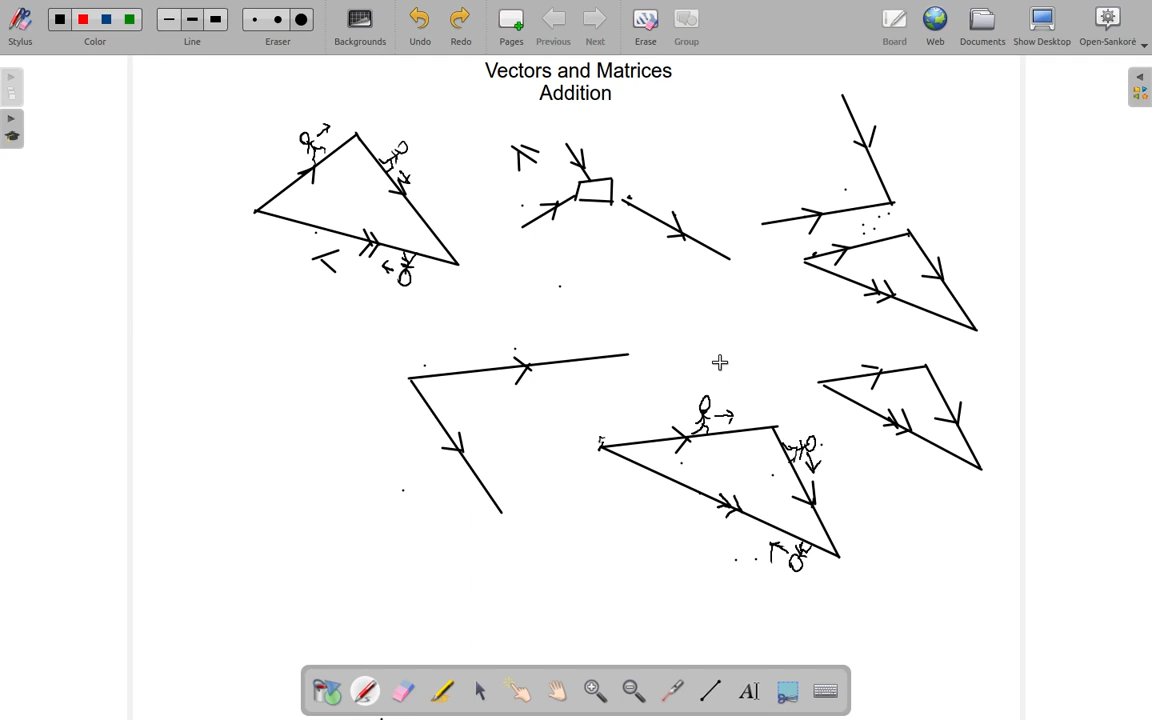 Stylus
Color
Line
Eraser
Backgrounds
Undo
Redo
Pages
Previous
Next
Erase
Group
Board
Web
Documents
Show Desktop
Open-Sankoré
Vectors and Matrices
Addition